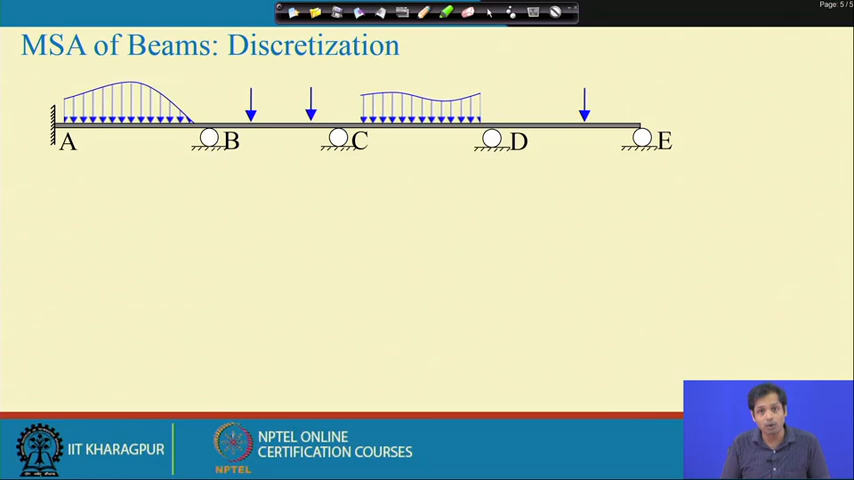 Page: 5 / 5
MSA of Beams: Discretization
A
B
C
D
E
IIT KHARAGPUR
NPTEL
NPTEL ONLINE
CERTIFICATION COURSES